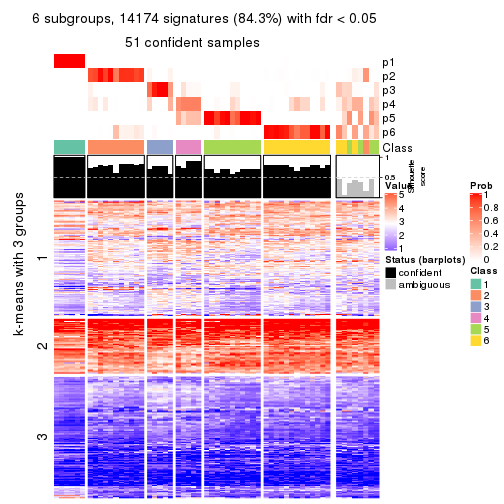 6 subgroups, 14174 signatures (84.3%) with fdr < 0.05
51 confident samples
p1
p2
p3
p4
p5
p6
Class
1
0.5
0
Silhouette
score
k-means with 3 groups
1
2
3
Value
5
4
3
2
1
Status (barplots)
confident
ambiguous
Prob
1
0.8
0.6
0.4
0.2
0
Class
1
2
3
4
5
6